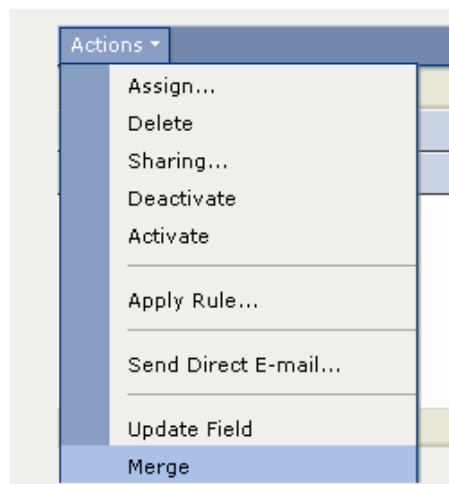 Actions
Assign...
Delete
Sharing...
Deactivate
Activate
Apply Rule...
Send Direct E-mail...
Update Field
Merge